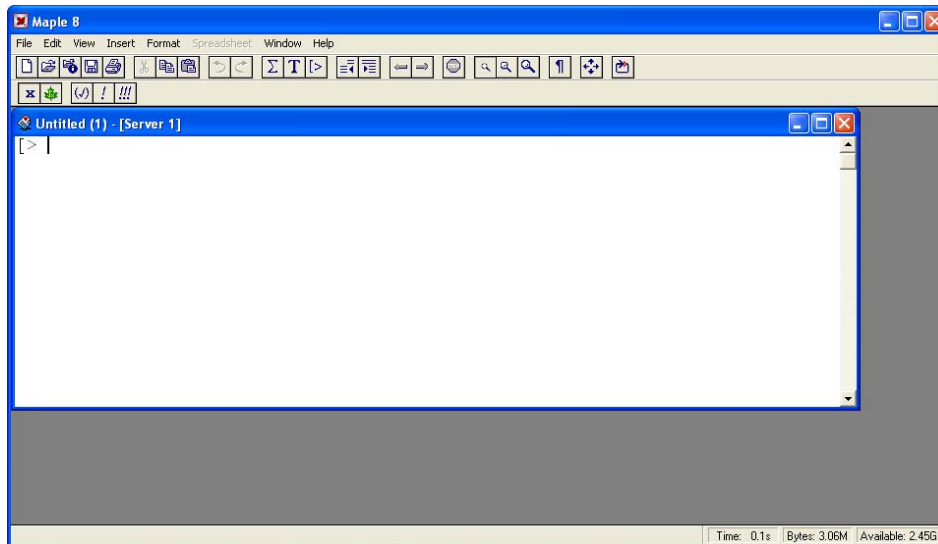 Maple 8
File Edit View Insert Format Spreadsheet Window Help
Σ T [>
x (√) ! !!!
Untitled (1) - [Server 1]
[>
Time: 0.1s Bytes: 3.06M Available: 2.45G